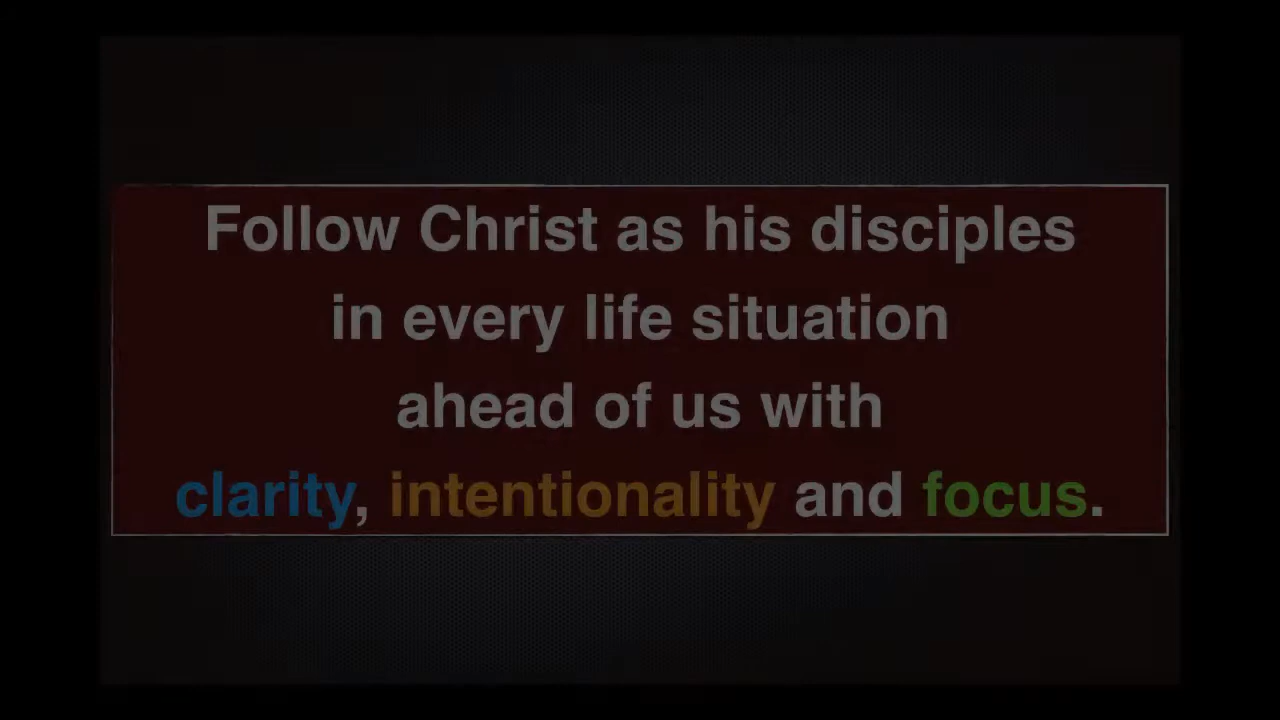 Follow Christ as his disciples
in every life situation
ahead of us with
clarity, intentionality and focus.